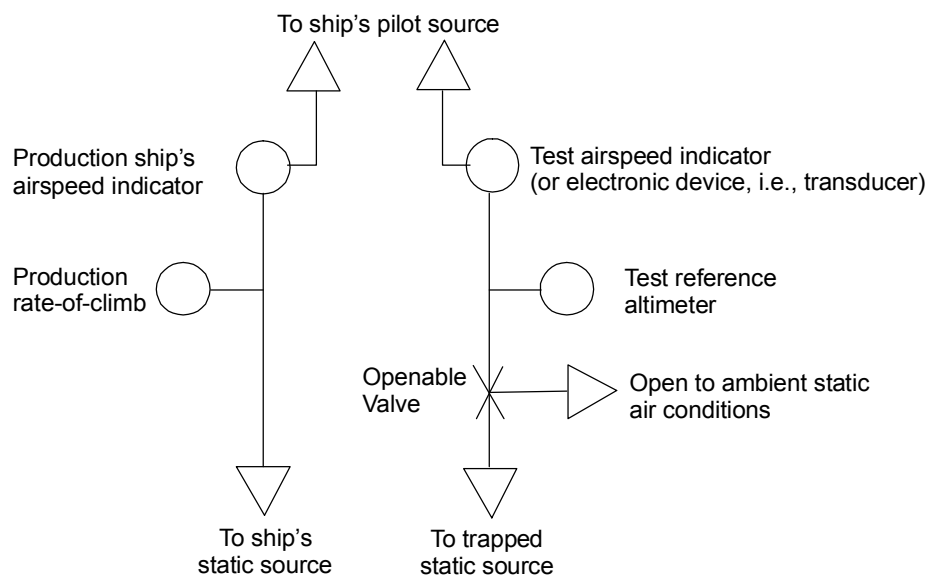 To ship's pilot source
Production ship's
airspeed indicator
Test airspeed indicator
(or electronic device, i.e., transducer)
Production
rate-of-climb
Test reference
altimeter
Openable
Valve
Open to ambient static
air conditions
To ship's
static source
To trapped
static source